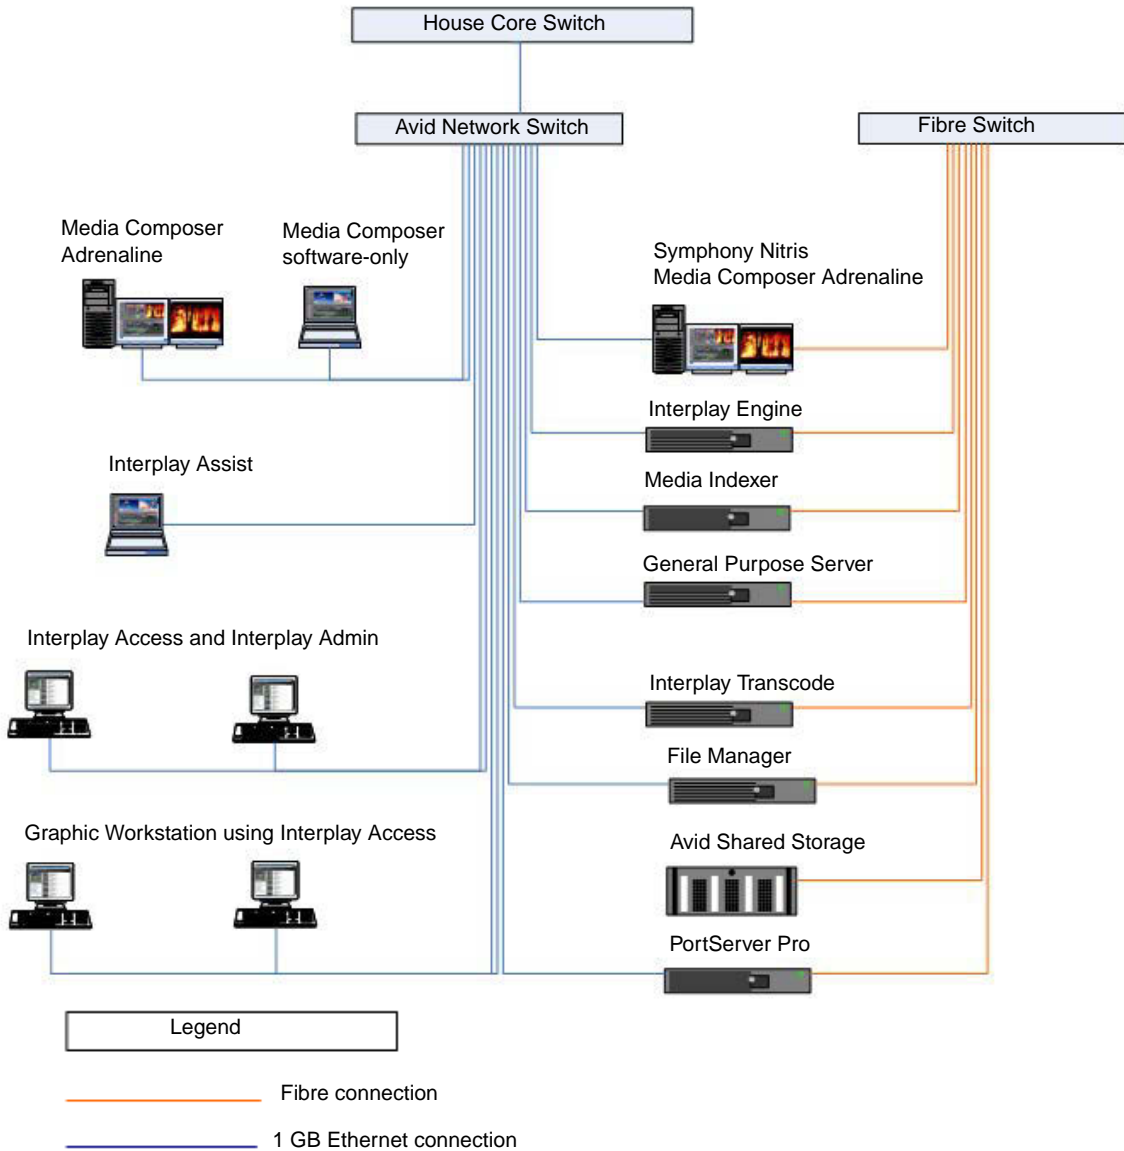 House Core Switch
Avid Network Switch
Fibre Switch
Media Composer
Adrenaline
Media Composer
software-only
Symphony Nitris
Media Composer Adrenaline
Interplay Engine
Interplay Assist
Media Indexer
General Purpose Server
Interplay Access and Interplay Admin
Interplay Transcode
File Manager
Graphic Workstation using Interplay Access
Avid Shared Storage
PortServer Pro
Legend
Fibre connection
1 GB Ethernet connection